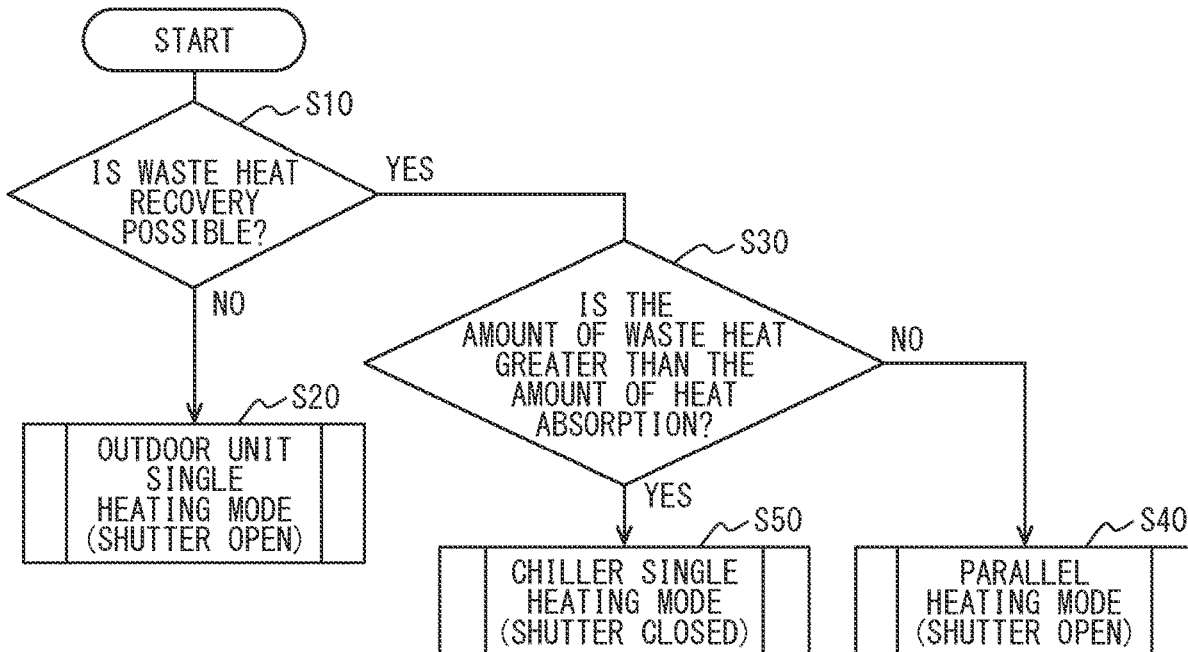 START
S10
IS WASTE HEAT
RECOVERY
POSSIBLE?
YES
NO
S20
OUTDOOR UNIT
SINGLE
HEATING MODE
(SHUTTER OPEN)
S30
IS THE
AMOUNT OF WASTE HEAT
GREATER THAN THE
AMOUNT OF HEAT
ABSORPTION?
NO
YES
S50
CHILLER SINGLE
HEATING MODE
(SHUTTER CLOSED)
S40
PARALLEL
HEATING MODE
(SHUTTER OPEN)